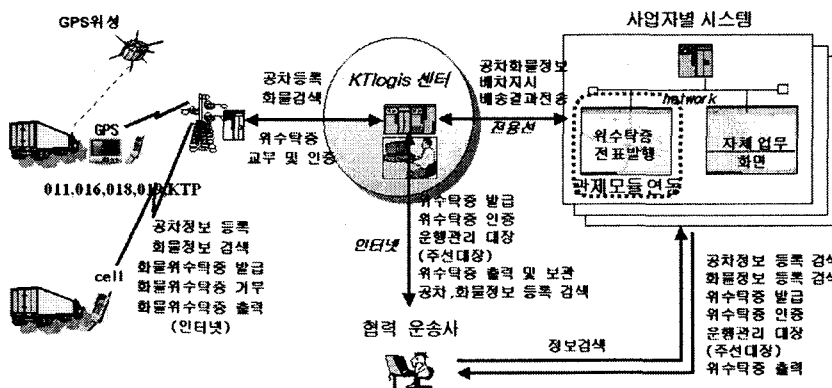 GPS위성
GPS
011,016,018,019,KTP
공차정보 등록
화물정보 검색
화물위수탁증 발급
화물위수탁증 거부
화물위수탁증 출력
(인터넷)
cell
공차등록
화물검색
위수탁증
교부 및 인증
KTlogis 센터
공차화물정보
배차지시
배송결과전송
전용선
인터넷
위수탁증 발급
위수탁증 인증
운행관리 대장
(주선대장)
위수탁증 출력 및 보관
공차,화물정보 등록 검색
협력 운송사
정보검색
사업자별 시스템
network
위수탁증
전표발행
자체 업무
화면
관제모듈연동
공차정보 등록 검색
화물정보 등록 검색
위수탁증 발급
위수탁증 인증
운행관리 대장
(주선대장)
위수탁증 출력